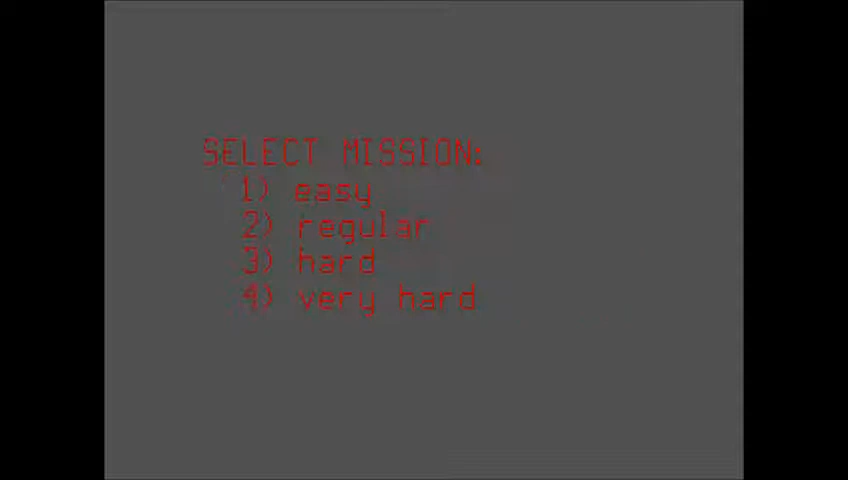 SELECT MISSION:
1) easy
2) regular
3) hard
4) very hard